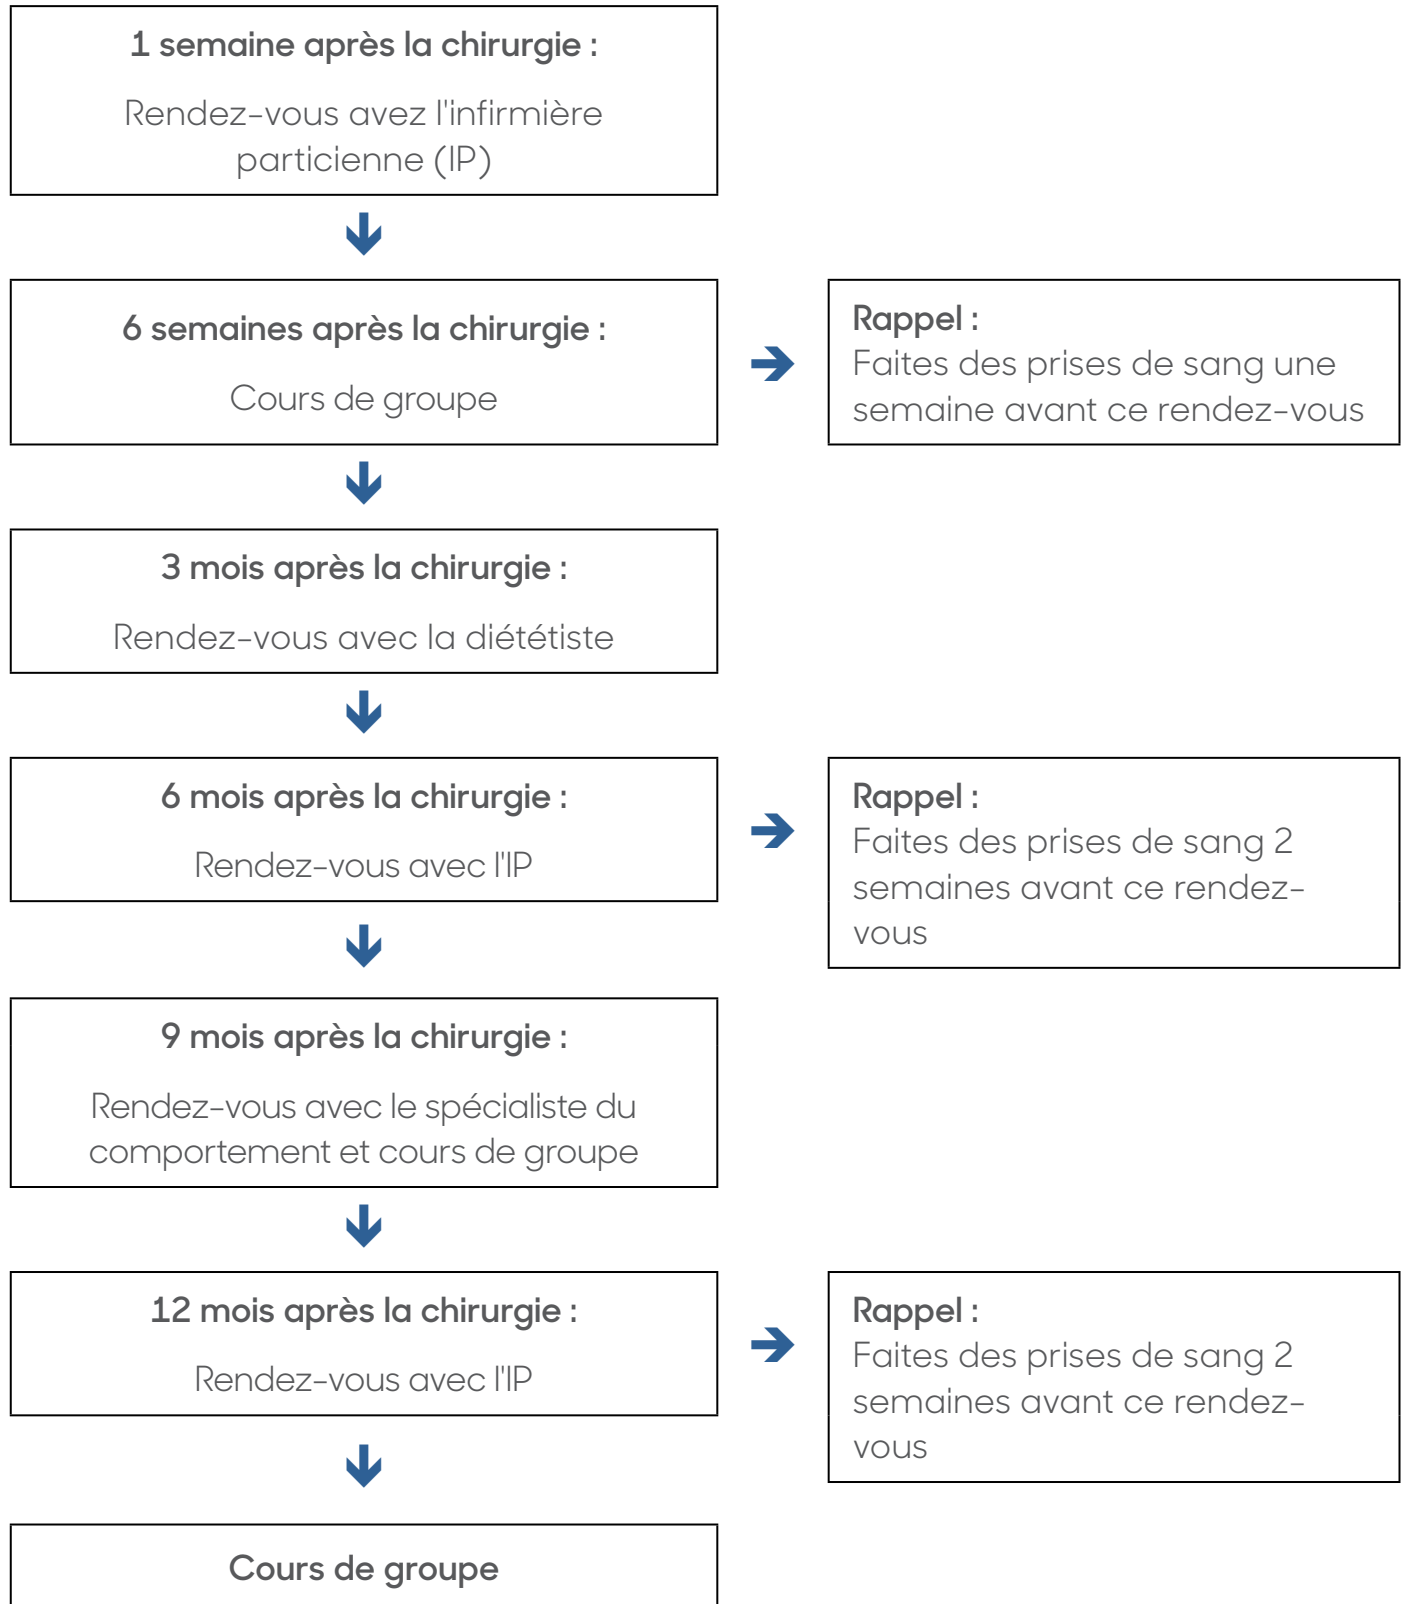 1 semaine après la chirurgie :
Rendez-vous avez l'infirmière
particienne (IP)
6 semaines après la chirurgie :
Cours de groupe
Rappel :
Faites des prises de sang une
semaine avant ce rendez-vous
3 mois après la chirurgie :
Rendez-vous avec la diététiste
6 mois après la chirurgie :
Rendez-vous avec l'IP
Rappel :
Faites des prises de sang 2
semaines avant ce rendez-
vous
9 mois après la chirurgie :
Rendez-vous avec le spécialiste du
comportement et cours de groupe
12 mois après la chirurgie :
Rendez-vous avec l'IP
Rappel :
Faites des prises de sang 2
semaines avant ce rendez-
vous
Cours de groupe